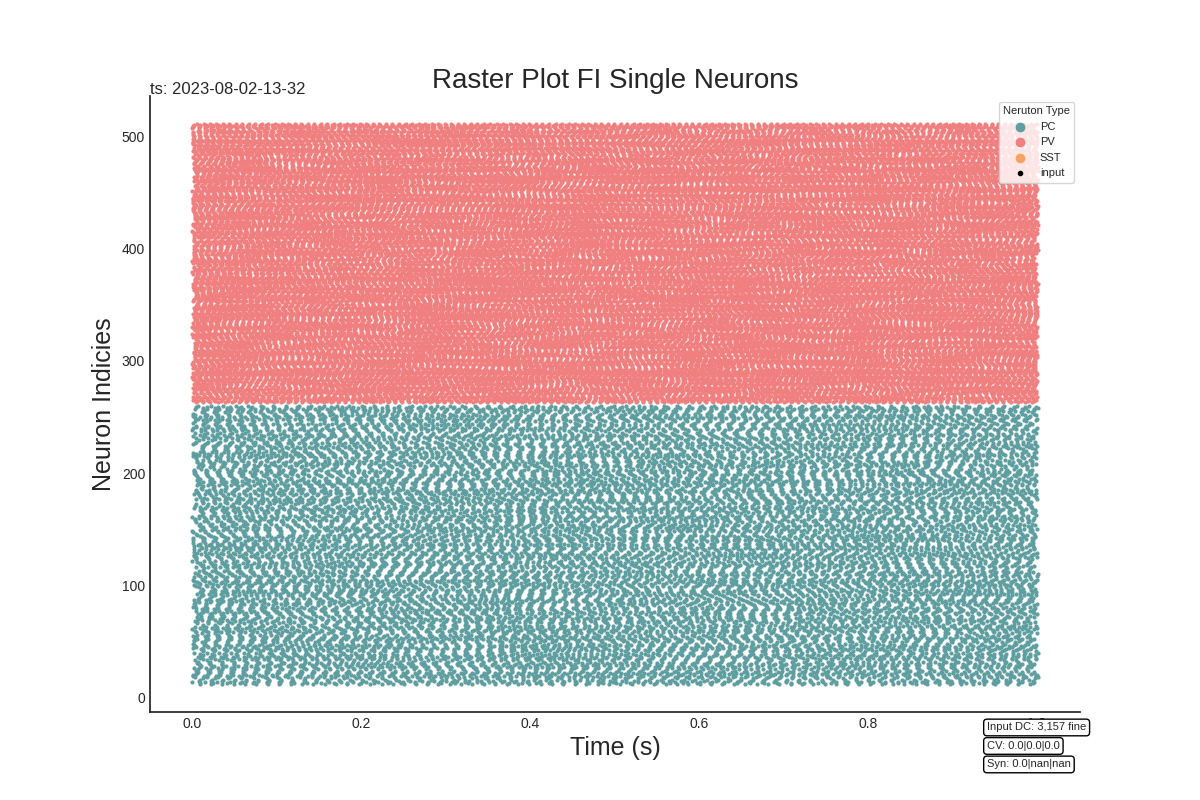 Raster Plot FI Single Neurons
ts: 2023-08-02-13-32
Neruton Type
PC
PV
SST
input
500
400
300
200
100
0
Neuron Indicies
0.0
0.2
0.4
0.6
0.8
Time (s)
Input DC: 3,157 fine
CV: 0.0|0.0|0.0
Syn: 0.0|nan|nan